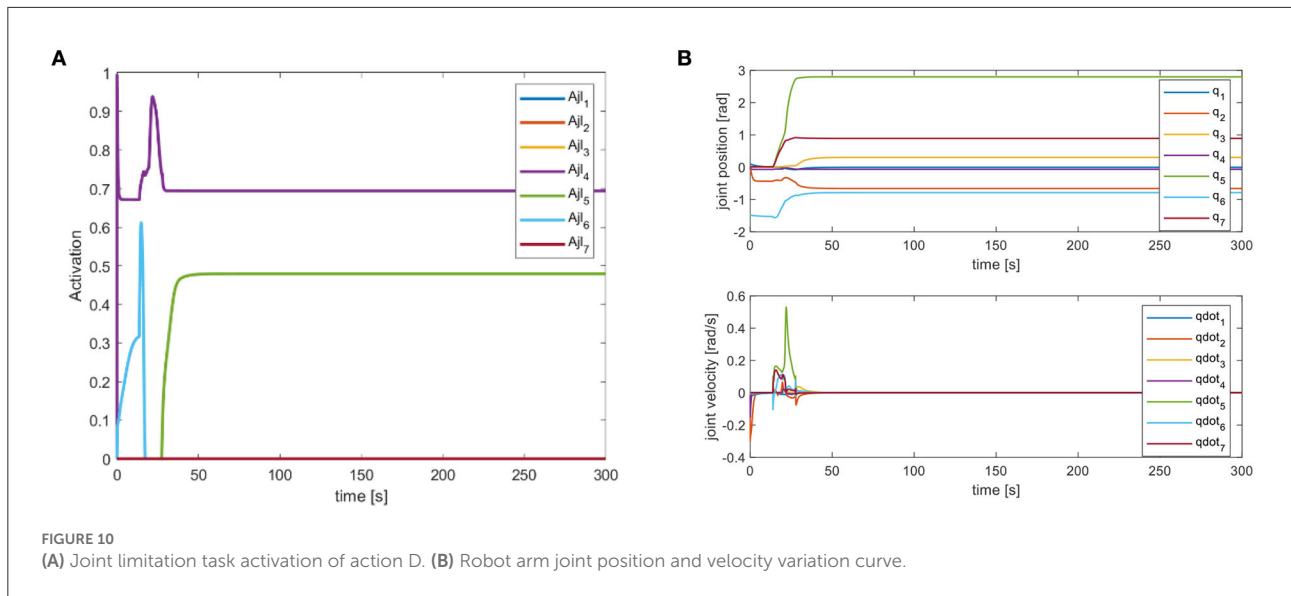 A
1
0.9
0.8
0.7
0.6
0.5
0.4
0.3
0.2
0.1
0
Activation
0 50 100 150 200 250 300
time [s]
Ajl1
Ajl2
Ajl3
Ajl4
Ajl5
Ajl6
Ajl7
B
3
2
1
0
-1
-2
joint position [rad]
0 50 100 150 200 250 300
time [s]
q1
q2
q3
q4
q5
q6
q7
0.6
0.4
0.2
0
-0.2
-0.4
joint velocity [rad/s]
0 50 100 150 200 250 300
time [s]
qdot1
qdot2
qdot3
qdot4
qdot5
qdot6
qdot7
FIGURE 10
(A) Joint limitation task activation of action D. (B) Robot arm joint position and velocity variation curve.